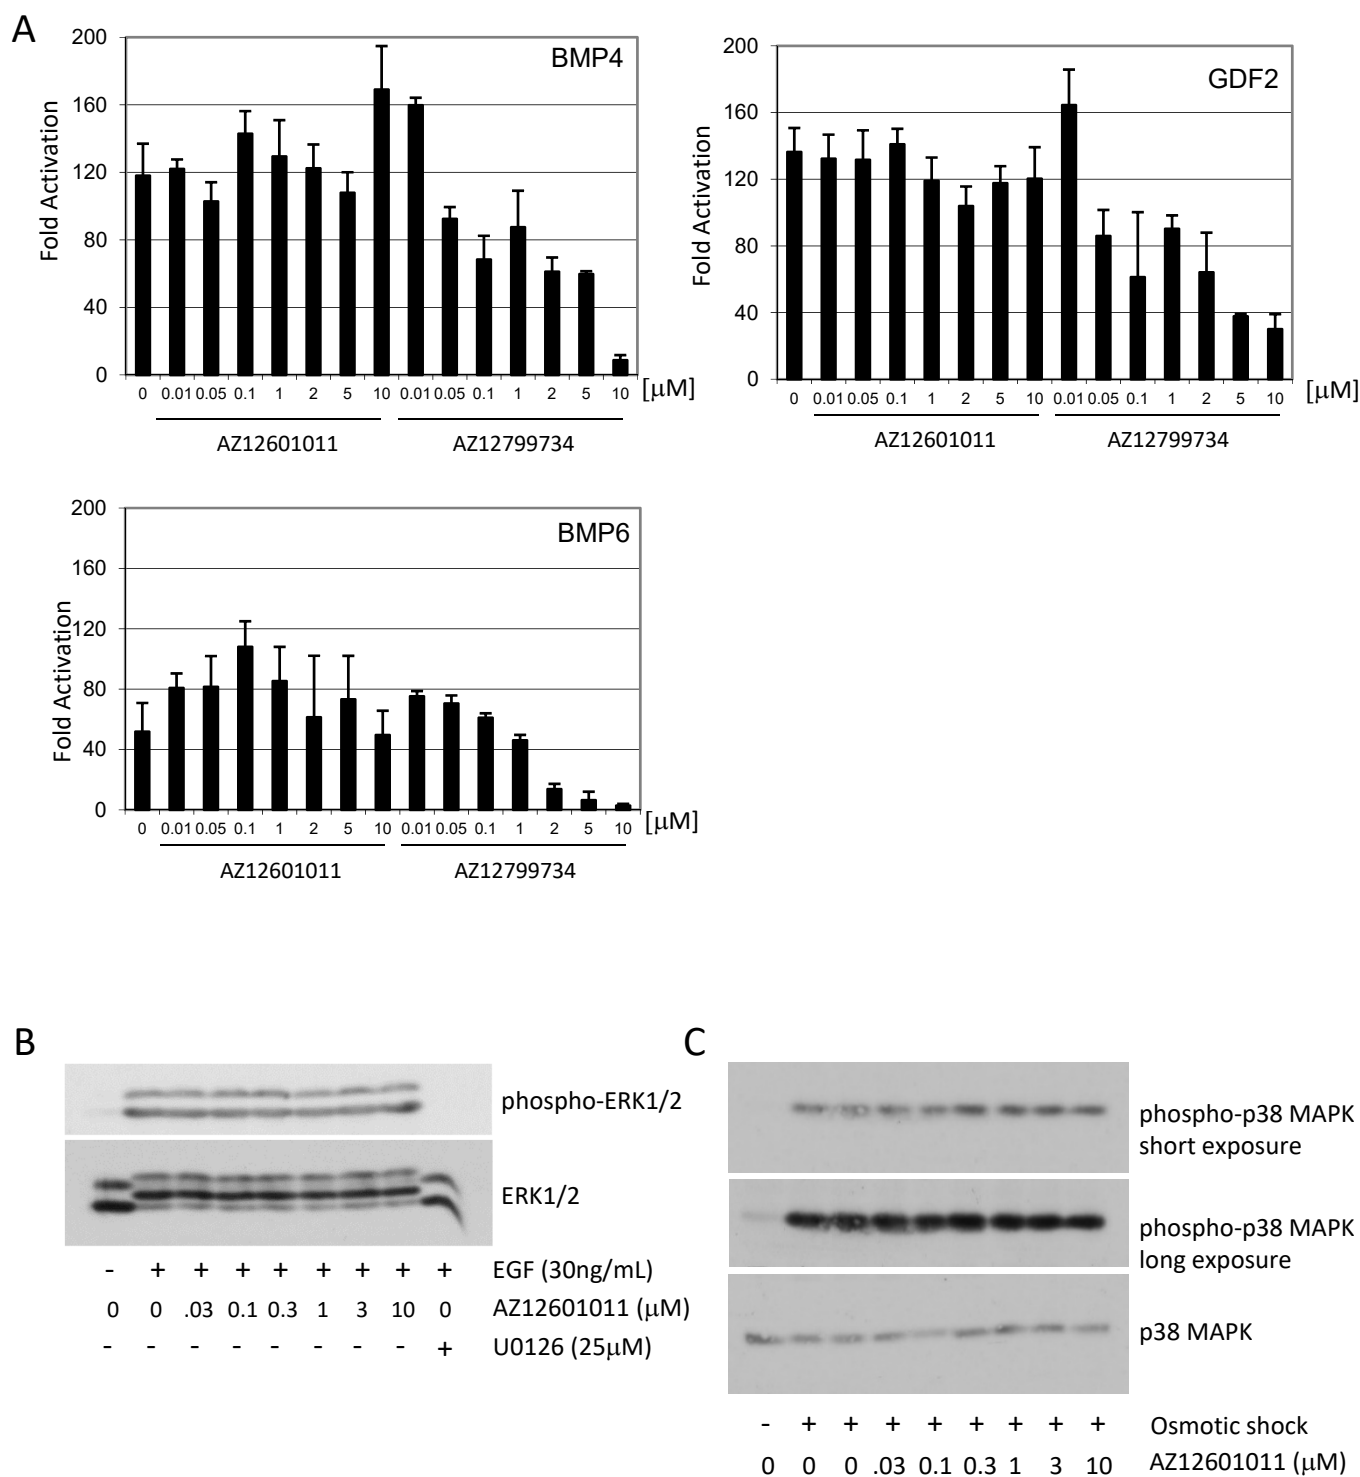 A
BMP4
Fold Activation
200
160
120
80
40
0
0 0.01 0.05 0.1 1 2 5 10 0.01 0.05 0.1 1 2 5 10 [μM]
AZ12601011 AZ12799734
GDF2
Fold Activation
200
160
120
80
40
0
0 0.01 0.05 0.1 1 2 5 10 0.01 0.05 0.1 1 2 5 10 [μM]
AZ12601011 AZ12799734
BMP6
Fold Activation
200
160
120
80
40
0
0 0.01 0.05 0.1 1 2 5 10 0.01 0.05 0.1 1 2 5 10 [μM]
AZ12601011 AZ12799734
B
phospho-ERK1/2
ERK1/2
- + + + + + + + + EGF (30ng/mL)
0 0 .03 0.1 0.3 1 3 10 0 AZ12601011 (μM)
- - - - - - - - + U0126 (25μM)
C
phospho-p38 MAPK
short exposure
phospho-p38 MAPK
long exposure
p38 MAPK
- + + + + + + + + Osmotic shock
0 0 0 .03 0.1 0.3 1 3 10 AZ12601011 (μM)